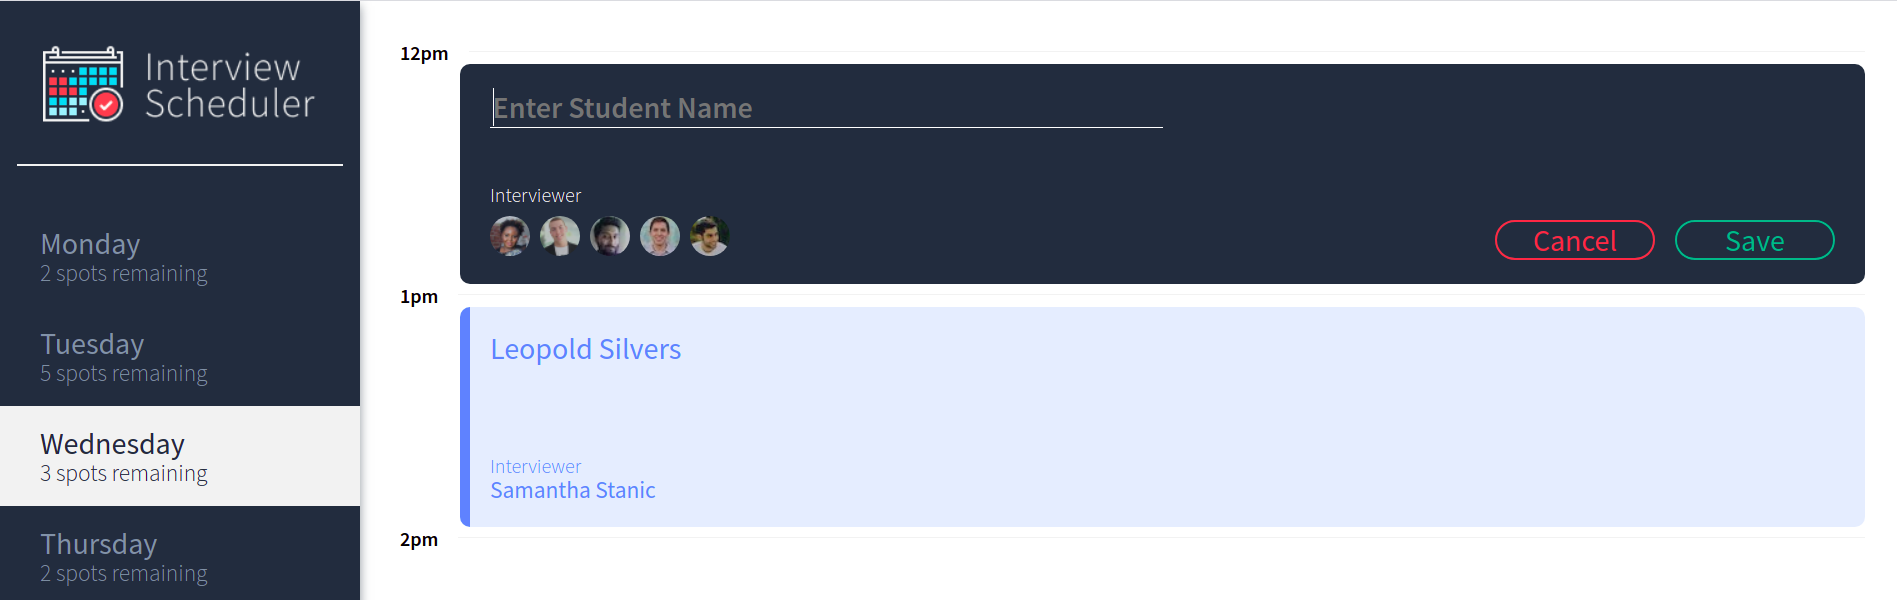 Interview
Scheduler
Monday
2 spots remaining
Tuesday
5 spots remaining
Wednesday
3 spots remaining
Thursday
2 spots remaining
12pm
Enter Student Name
Interviewer
Cancel
Save
1pm
Leopold Silvers
Interviewer
Samantha Stanic
2pm